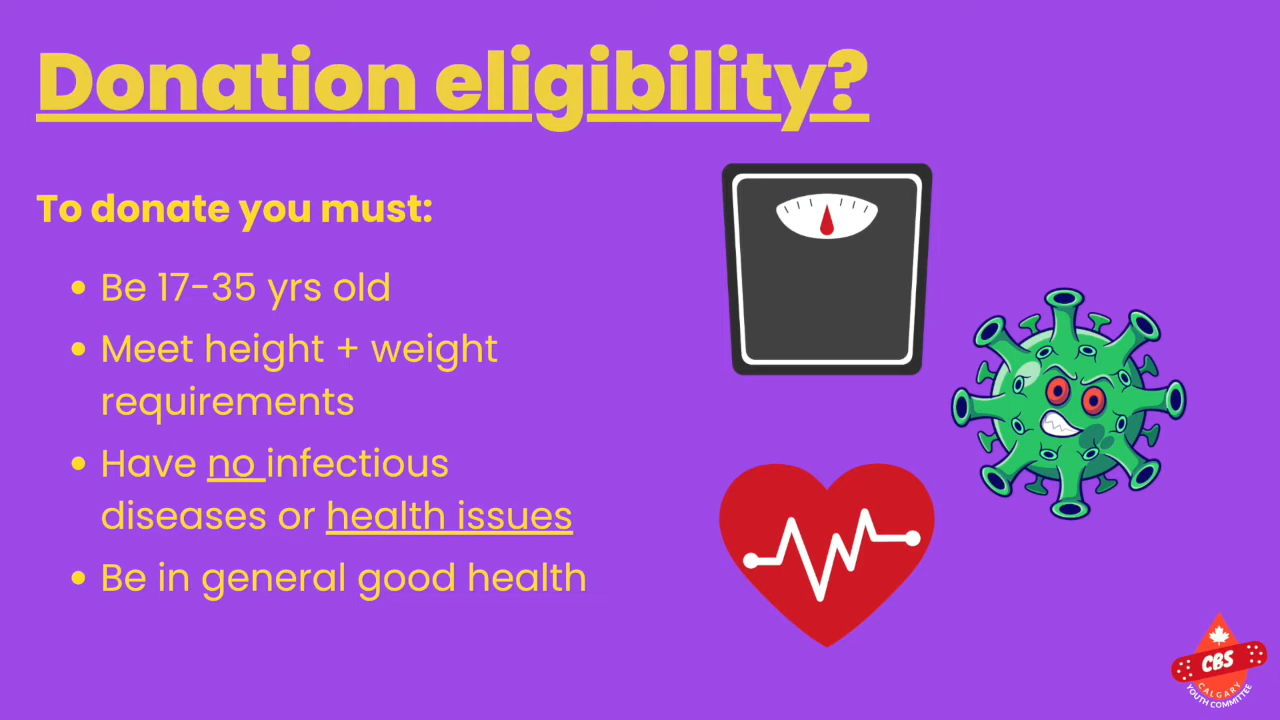 Donation eligibility?
To donate you must:
• Be 17-35 yrs old
• Meet height + weight
requirements
• Have no infectious
diseases or health issues
• Be in general good health
CBS
CALGARY
YOUTH COMMITTEE